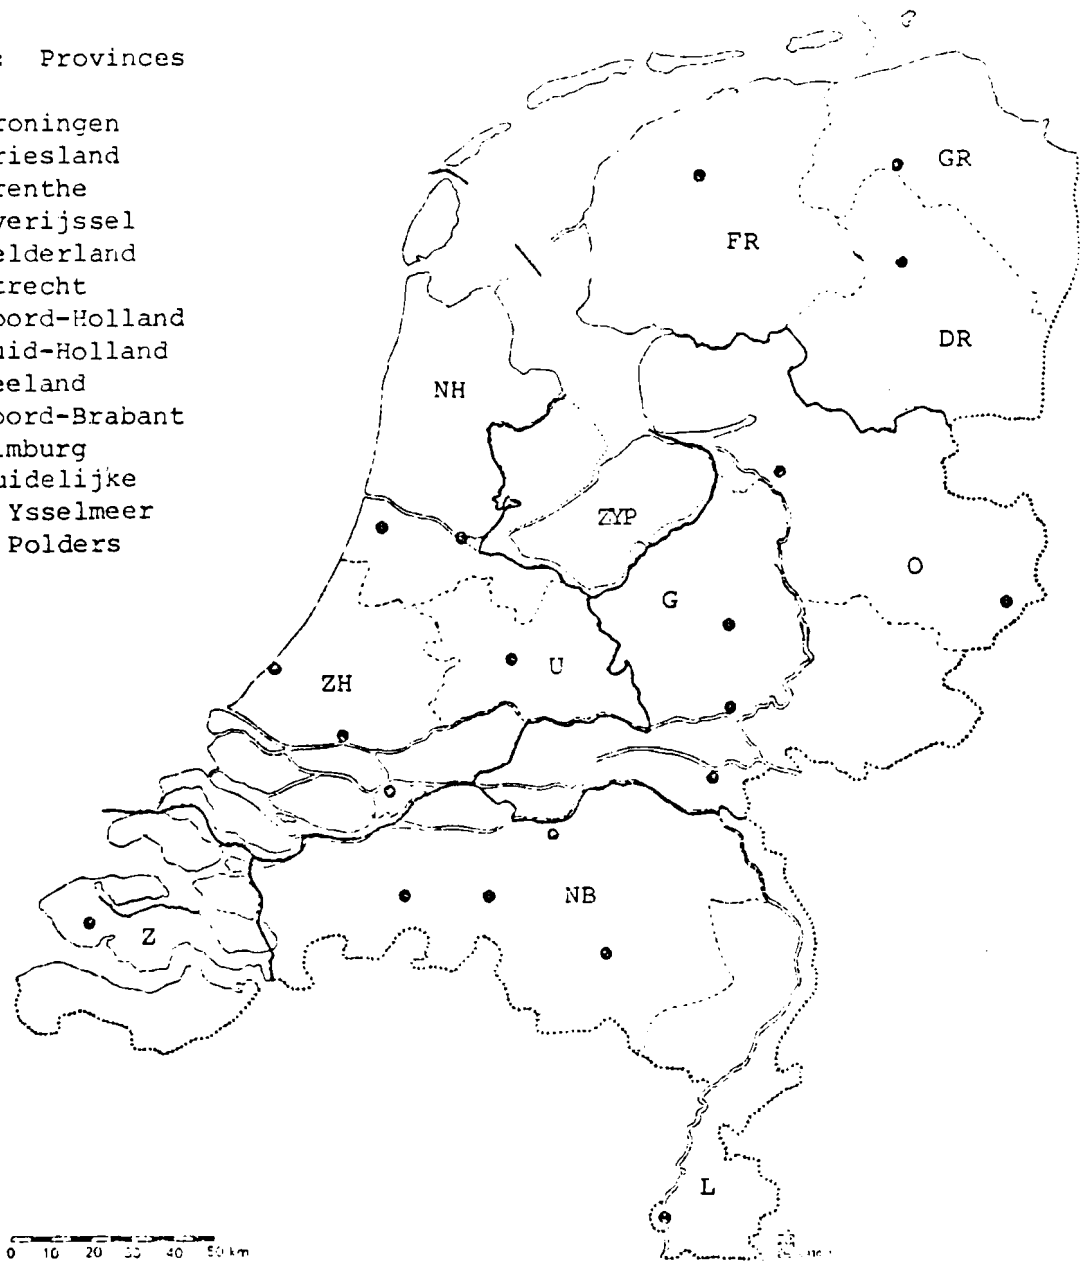 : Provinces
roningen
riesland
renthe
verijssel
elderland
trecht
oord-Holland
uid-Holland
eeland
oord-Brabant
imburg
uidelijke
Ysselmeer
Polders
GR
FR
DR
NH
ZYP
O
G
U
ZH
NB
Z
L
0 10 20 30 40 50 km